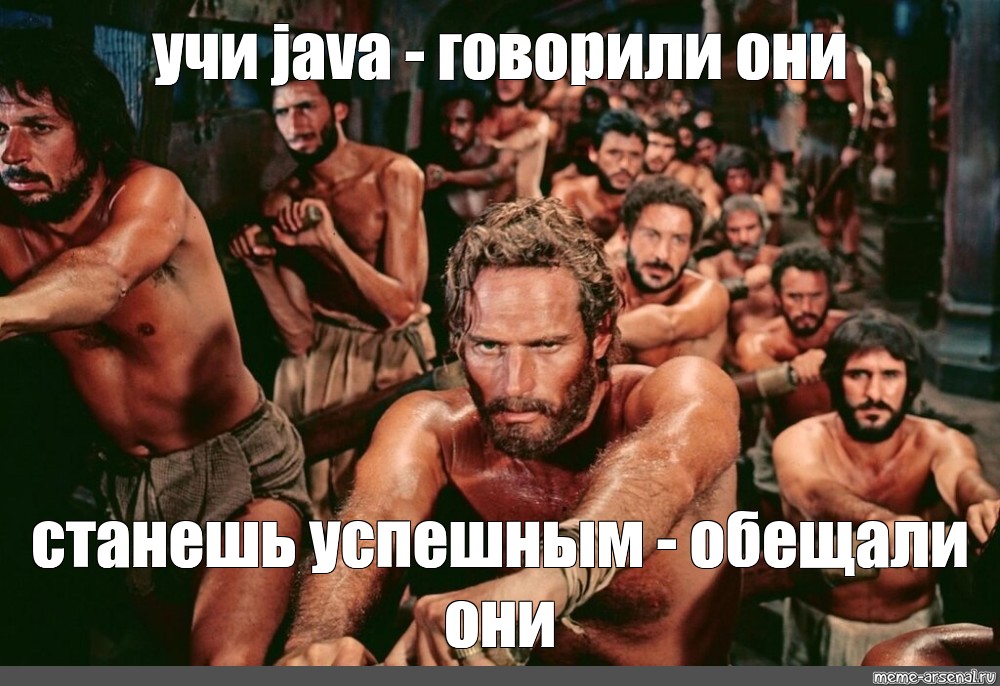 учи java - говорили они
станешь успешным - обещали
они
meme-arsenal.ru